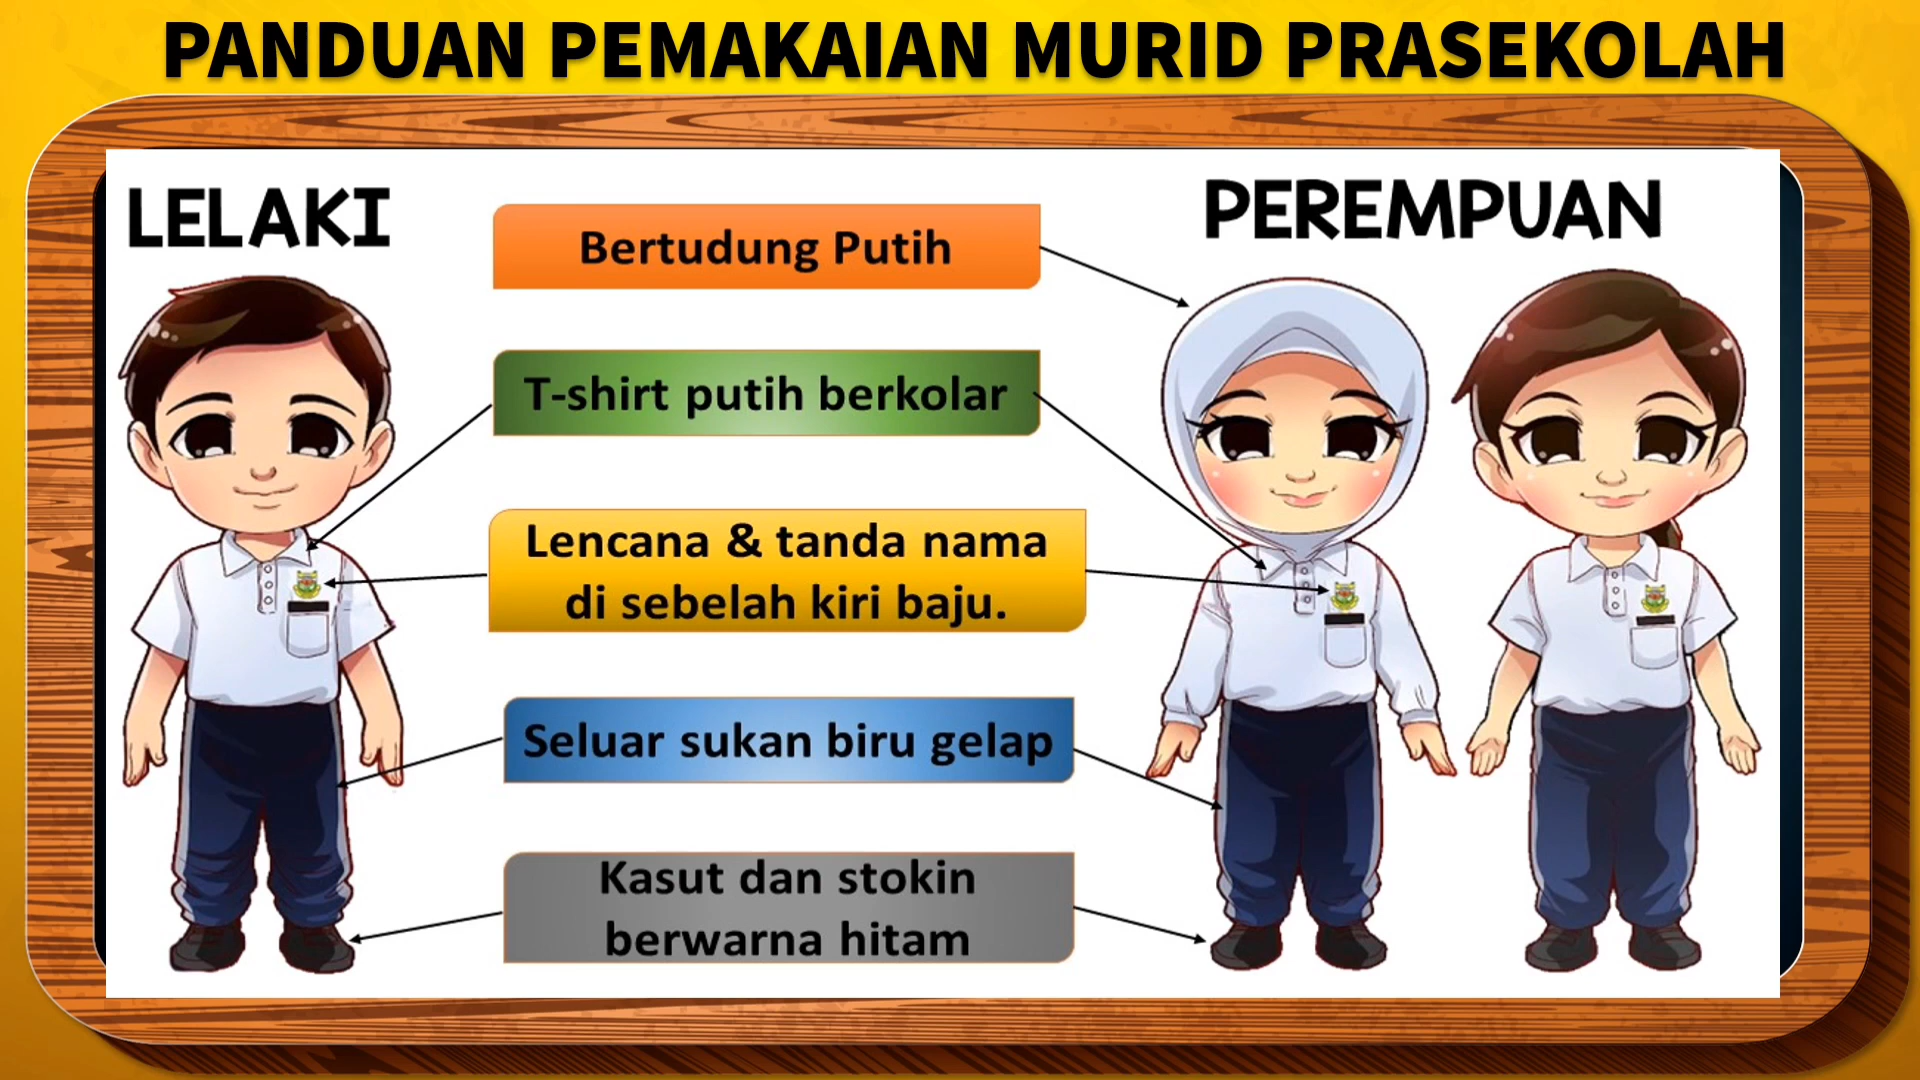 PANDUAN PEMAKAIAN MURID PRASEKOLAH
LELAKI
PEREMPUAN
Bertudung Putih
T-shirt putih berkolar
Lencana & tanda nama
di sebelah kiri baju.
Seluar sukan biru gelap
Kasut dan stokin
berwarna hitam